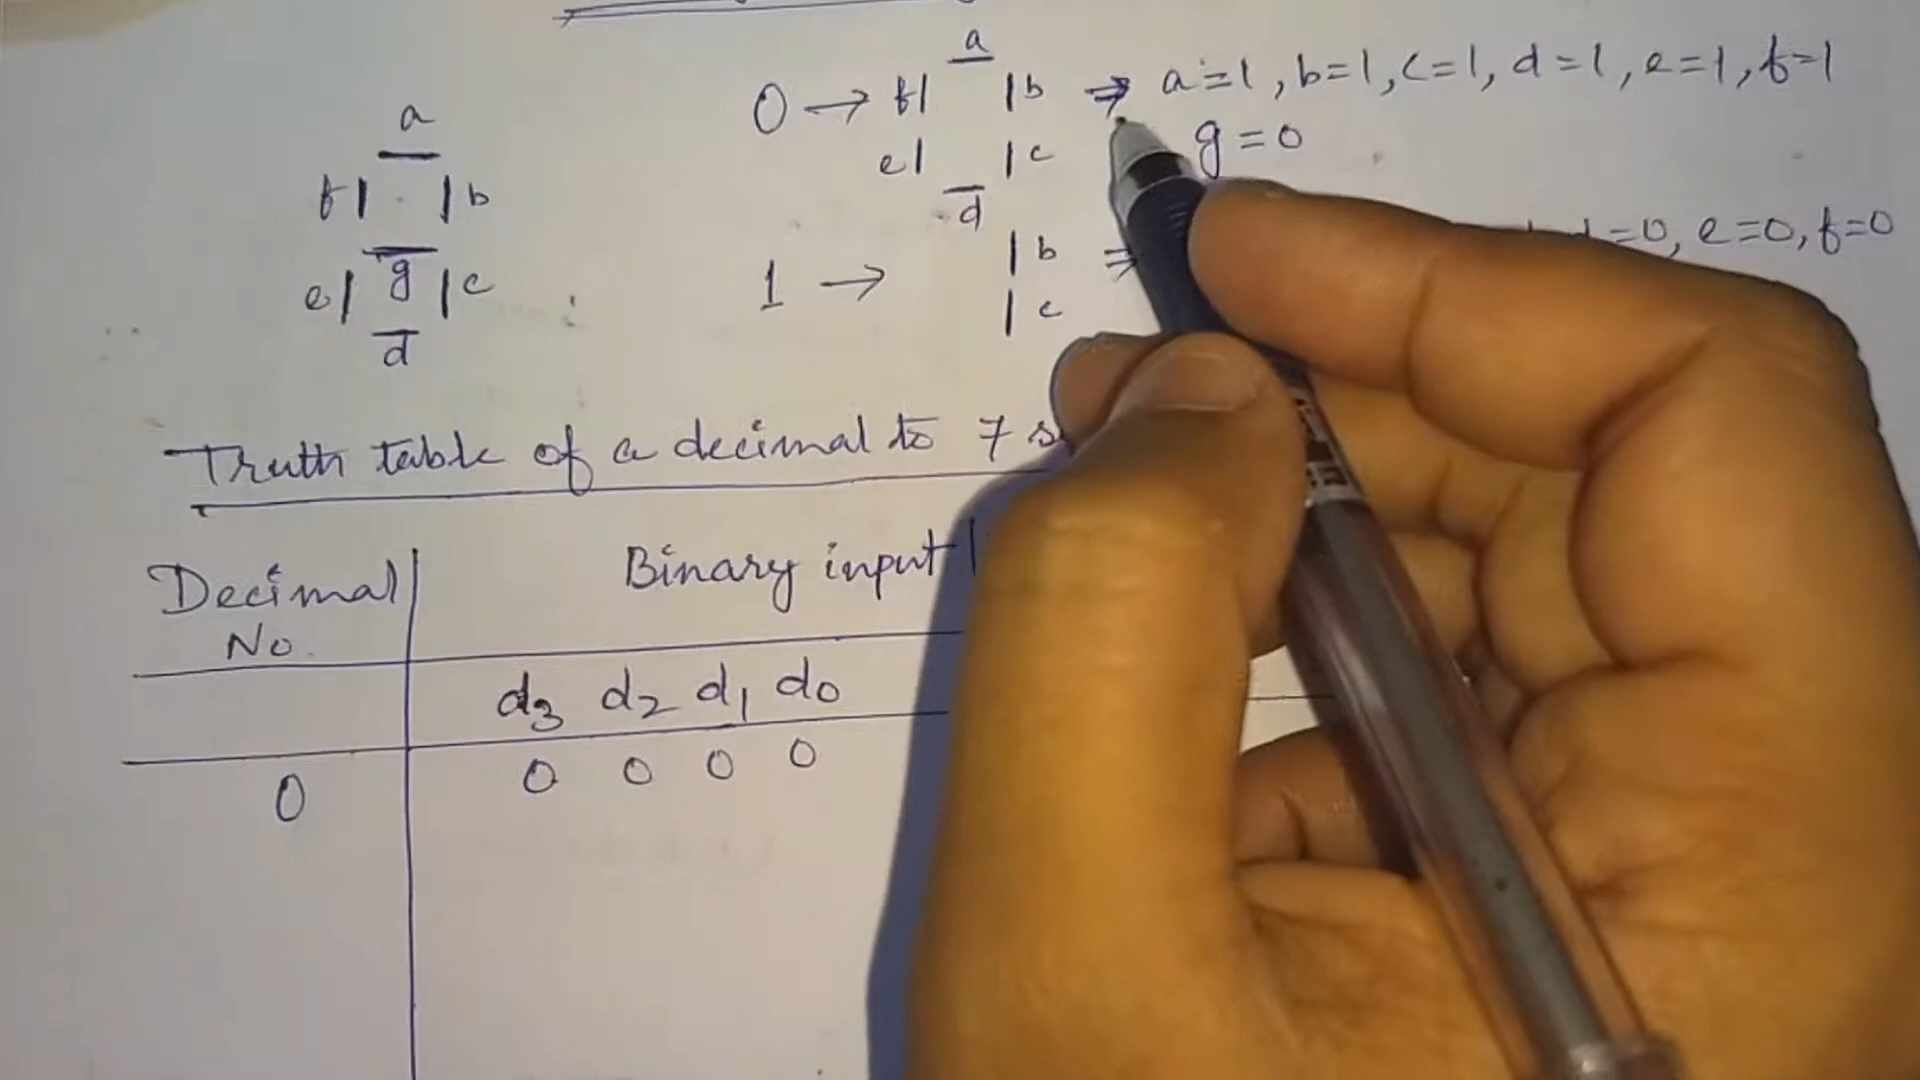 a
f| |b
g
e| |c
d
a
0 → f| |b ⇒ a=1, b=1, c=1, d=1, e=1, f=1
e| |c g=0
d
1 → |b ⇒ d=0, e=0, f=0
|c
Truth table of a decimal to 7
Decimal No.
Binary input
d3 d2 d1 d0
0 0 0 0 0